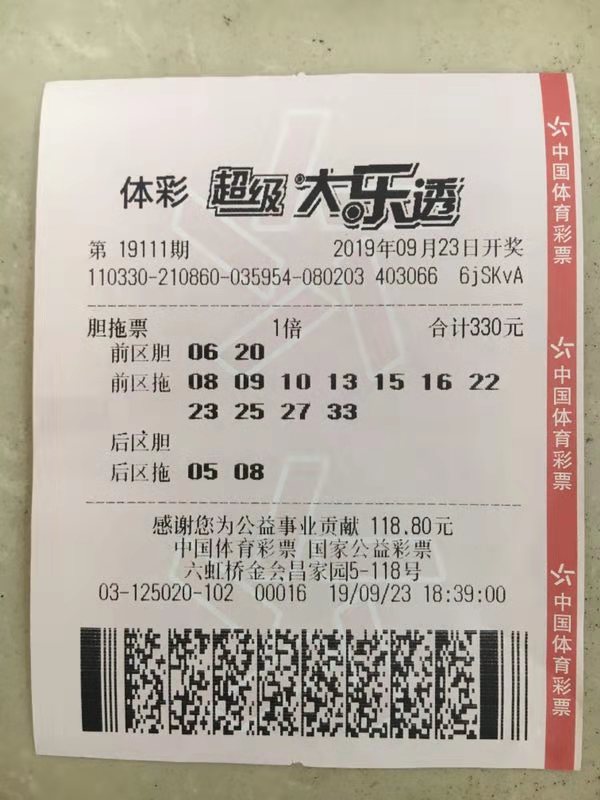 体彩 超级大乐透
第 19111期 2019年09月23日开奖
110330-210860-035954-080203 403066 6jSKvA
胆拖票 1倍 合计330元
前区胆 06 20
前区拖 08 09 10 13 15 16 22
23 25 27 33
后区胆
后区拖 05 08
感谢您为公益事业贡献 118.80元
中国体育彩票 国家公益彩票
六虹桥金会昌家园5-118号
03-125020-102 00016 19/09/23 18:39:00
中国体育彩票
中国体育彩票
中国体育彩票